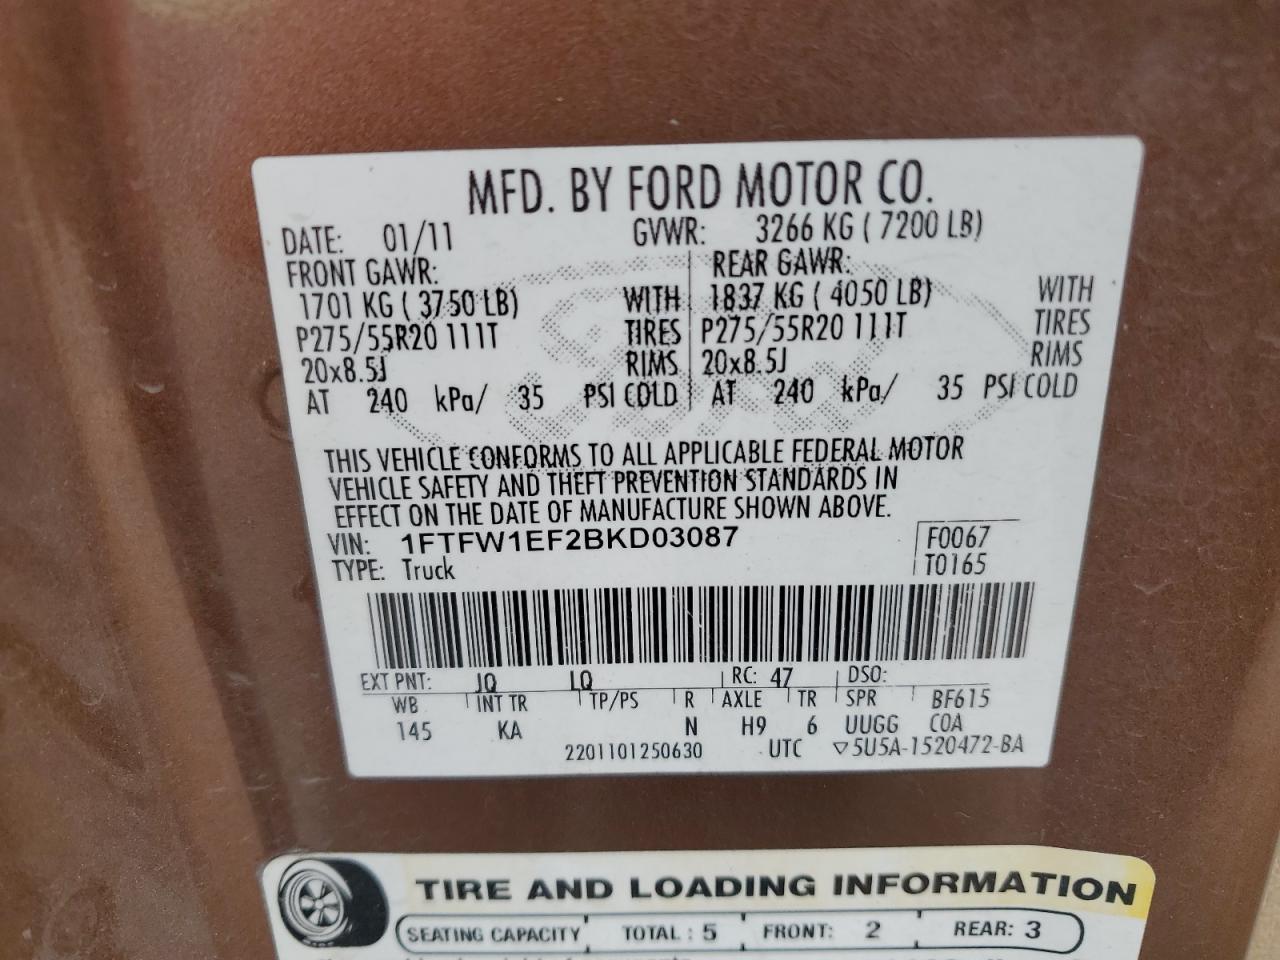 MFD. BY FORD MOTOR CO.
DATE: 01/11 GVWR: 3266 KG ( 7200 LB)
FRONT GAWR: REAR GAWR:
1701 KG ( 3750 LB) WITH 1837 KG ( 4050 LB) WITH
P275/55R20 111T TIRES P275/55R20 111T TIRES
20x8.5J RIMS 20x8.5J RIMS
AT 240 kPa/ 35 PSI COLD AT 240 kPa/ 35 PSI COLD
THIS VEHICLE CONFORMS TO ALL APPLICABLE FEDERAL MOTOR
VEHICLE SAFETY AND THEFT PREVENTION STANDARDS IN
EFFECT ON THE DATE OF MANUFACTURE SHOWN ABOVE.
VIN: 1FTFW1EF2BKD03087 F0067
TYPE: Truck T0165
EXT PNT: JQ LQ RC: 47 DSO:
WB INT TR TP/PS R AXLE TR SPR BF615
145 KA N H9 6 UUGG COA
2201101250630 UTC ▽5U5A-1520472-BA
TIRE AND LOADING INFORMATION
SEATING CAPACITY TOTAL : 5 FRONT: 2 REAR: 3